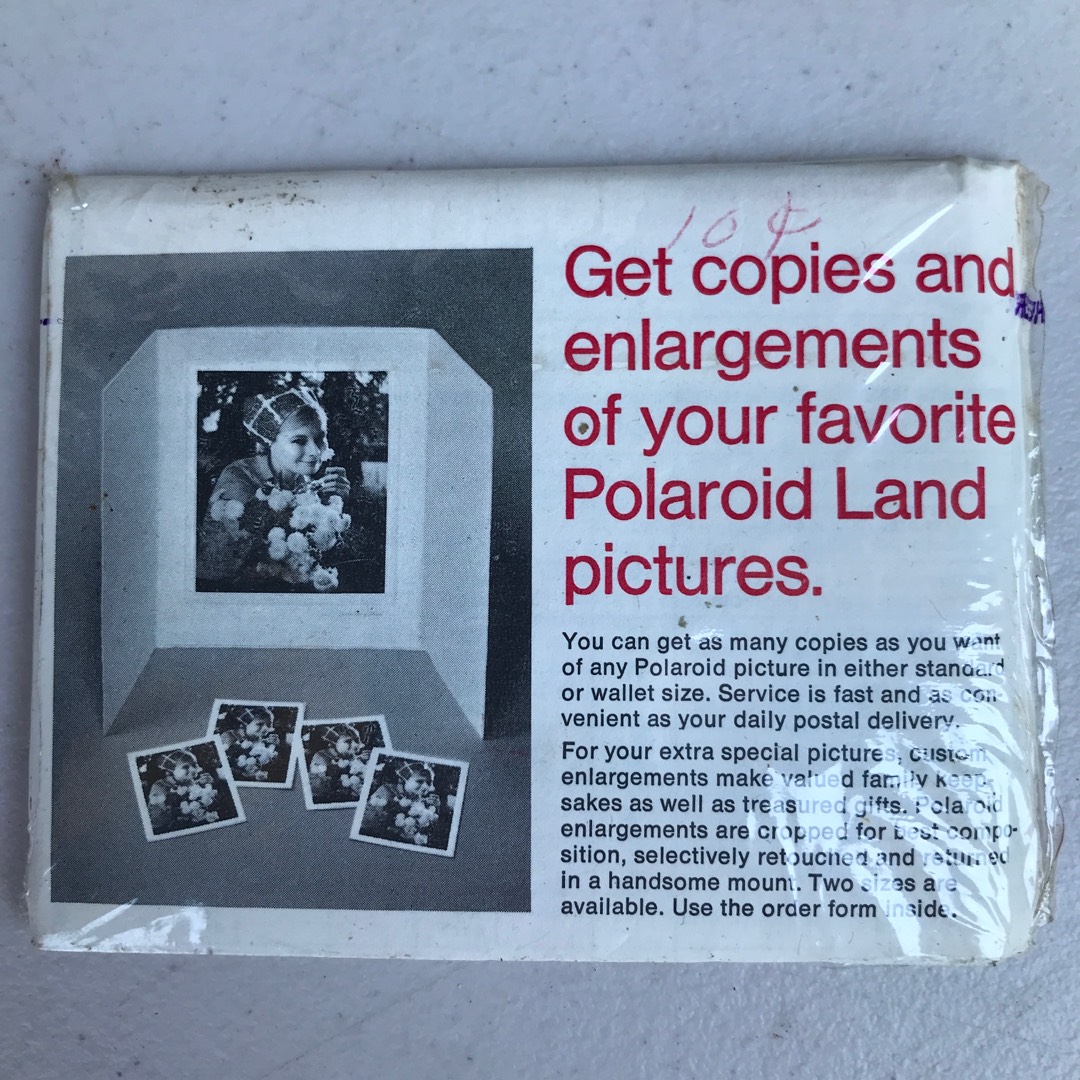 10¢
Get copies and
enlargements
of your favorite
Polaroid Land
pictures.
You can get as many copies as you want
of any Polaroid picture in either standard
or wallet size. Service is fast and as con-
venient as your daily postal delivery.
For your extra special pictures, custom
enlargements make valued family keep-
sakes as well as treasured gifts. Polaroid
enlargements are cropped for best compo-
sition, selectively retouched and returned
in a handsome mount. Two sizes are
available. Use the order form inside.